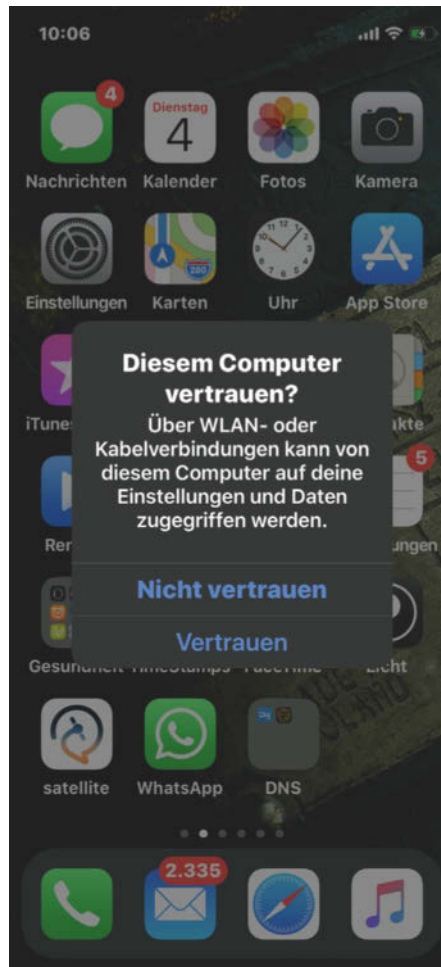 10:06
4
Dienstag
4
Nachrichten Kalender Fotos Kamera
280
Einstellungen Karten Uhr App Store
Diesem Computer
vertrauen?
Über WLAN- oder
Kabelverbindungen kann von
diesem Computer auf deine
Einstellungen und Daten
zugegriffen werden.
5
Nicht vertrauen
Vertrauen
satellite WhatsApp DNS
2.335